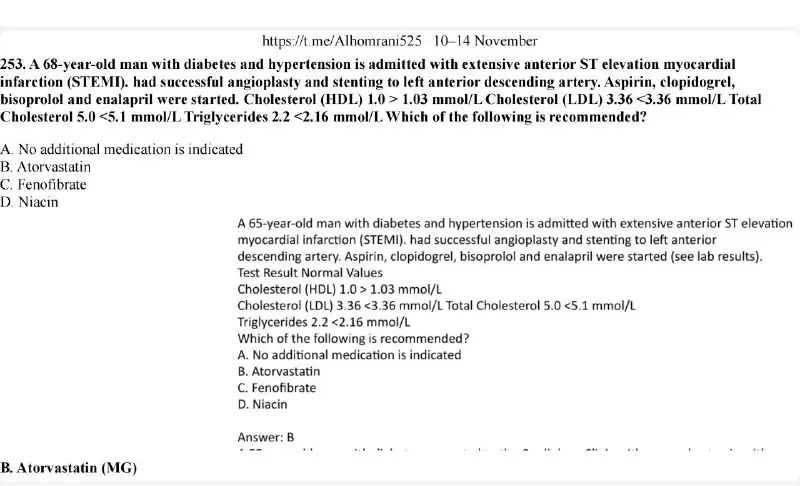 https://t.me/Alhomrani525 10–14 November
253. A 68-year-old man with diabetes and hypertension is admitted with extensive anterior ST elevation myocardial
infarction (STEMI). had successful angioplasty and stenting to left anterior descending artery. Aspirin, clopidogrel,
bisoprolol and enalapril were started. Cholesterol (HDL) 1.0 > 1.03 mmol/L Cholesterol (LDL) 3.36 <3.36 mmol/L Total
Cholesterol 5.0 <5.1 mmol/L Triglycerides 2.2 <2.16 mmol/L Which of the following is recommended?
A. No additional medication is indicated
B. Atorvastatin
C. Fenofibrate
D. Niacin
A 65-year-old man with diabetes and hypertension is admitted with extensive anterior ST elevation
myocardial infarction (STEMI). had successful angioplasty and stenting to left anterior
descending artery. Aspirin, clopidogrel, bisoprolol and enalapril were started (see lab results).
Test Result Normal Values
Cholesterol (HDL) 1.0 > 1.03 mmol/L
Cholesterol (LDL) 3.36 <3.36 mmol/L Total Cholesterol 5.0 <5.1 mmol/L
Triglycerides 2.2 <2.16 mmol/L
Which of the following is recommended?
A. No additional medication is indicated
B. Atorvastatin
C. Fenofibrate
D. Niacin
Answer: B
B. Atorvastatin (MG)